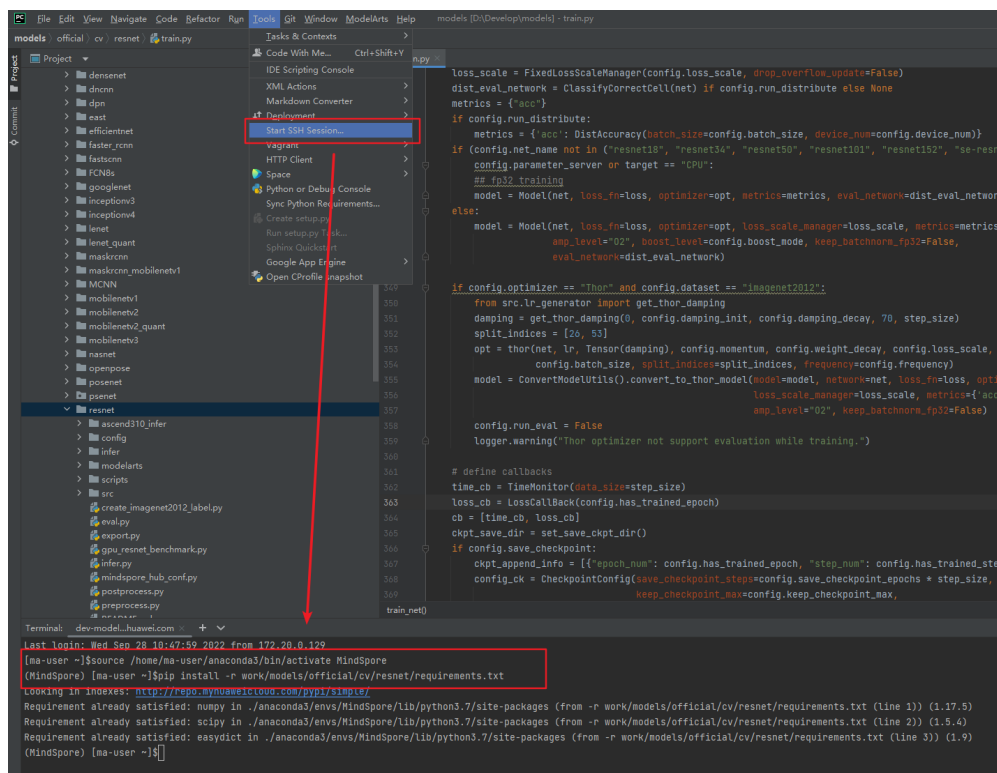 PC File Edit View Navigate Code Refactor Run Tools Git Window ModelArts Help models [D:\Develop\models] - train.py
models official cv resnet train.py
Project
Project
Commit
densenet
dncnn
dpn
east
efficientnet
faster_rcnn
fastscnn
FCN8s
googlenet
inceptionv3
inceptionv4
lenet
lenet_quant
maskrcnn
maskrcnn_mobilenetv1
MCNN
mobilenetv1
mobilenetv2
mobilenetv2_quant
mobilenetv3
nasnet
openpose
posenet
psenet
resnet
ascend310_infer
config
infer
modelarts
scripts
src
create_imagenet2012_label.py
eval.py
export.py
gpu_resnet_benchmark.py
infer.py
mindspore_hub_conf.py
postprocess.py
preprocess.py
Tasks & Contexts
Code With Me... Ctrl+Shift+Y
IDE Scripting Console
XML Actions
Markdown Converter
Deployment
Start SSH Session...
Vagrant
HTTP Client
Space
Python or Debug Console
Sync Python Requirements...
Create setup.py
Run setup.py Task...
Sphinx Quickstart
Google App Engine
Open CProfile snapshot
n.py
loss_scale = FixedLossScaleManager(config.loss_scale, drop_overflow_update=False)
dist_eval_network = ClassifyCorrectCell(net) if config.run_distribute else None
metrics = {"acc"}
if config.run_distribute:
metrics = {'acc': DistAccuracy(batch_size=config.batch_size, device_num=config.device_num)}
if (config.net_name not in ("resnet18", "resnet34", "resnet50", "resnet101", "resnet152", "se-resn
config.parameter_server or target == "CPU":
## fp32 training
model = Model(net, loss_fn=loss, optimizer=opt, metrics=metrics, eval_network=dist_eval_networ
else:
model = Model(net, loss_fn=loss, optimizer=opt, loss_scale_manager=loss_scale, metrics=metrics
amp_level="O2", boost_level=config.boost_mode, keep_batchnorm_fp32=False,
eval_network=dist_eval_network)
349 if config.optimizer == "Thor" and config.dataset == "imagenet2012":
350 from src.lr_generator import get_thor_damping
351 damping = get_thor_damping(0, config.damping_init, config.damping_decay, 70, step_size)
352 split_indices = [26, 53]
353 opt = thor(net, lr, Tensor(damping), config.momentum, config.weight_decay, config.loss_scale,
354 config.batch_size, split_indices=split_indices, frequency=config.frequency)
355 model = ConvertModelUtils().convert_to_thor_model(model=model, network=net, loss_fn=loss, opti
356 loss_scale_manager=loss_scale, metrics={'acc
357 amp_level="O2", keep_batchnorm_fp32=False)
358 config.run_eval = False
359 logger.warning("Thor optimizer not support evaluation while training.")
360
361 # define callbacks
362 time_cb = TimeMonitor(data_size=step_size)
363 loss_cb = LossCallBack(config.has_trained_epoch)
364 cb = [time_cb, loss_cb]
365 ckpt_save_dir = set_save_ckpt_dir()
366 if config.save_checkpoint:
367 ckpt_append_info = [{"epoch_num": config.has_trained_epoch, "step_num": config.has_trained_ste
368 config_ck = CheckpointConfig(save_checkpoint_steps=config.save_checkpoint_epochs * step_size,
369 keep_checkpoint_max=config.keep_checkpoint_max,
train_net()
Terminal: dev-model...huawei.com × + ∨
Last login: Wed Sep 28 10:47:59 2022 from 172.20.0.129
[ma-user ~]$source /home/ma-user/anaconda3/bin/activate MindSpore
(MindSpore) [ma-user ~]$pip install -r work/models/official/cv/resnet/requirements.txt
Looking in indexes: http://repo.myhuaweicloud.com/pypi/simple/
Requirement already satisfied: numpy in ./anaconda3/envs/MindSpore/lib/python3.7/site-packages (from -r work/models/official/cv/resnet/requirements.txt (line 1)) (1.17.5)
Requirement already satisfied: scipy in ./anaconda3/envs/MindSpore/lib/python3.7/site-packages (from -r work/models/official/cv/resnet/requirements.txt (line 2)) (1.5.4)
Requirement already satisfied: easydict in ./anaconda3/envs/MindSpore/lib/python3.7/site-packages (from -r work/models/official/cv/resnet/requirements.txt (line 3)) (1.9)
(MindSpore) [ma-user ~]$